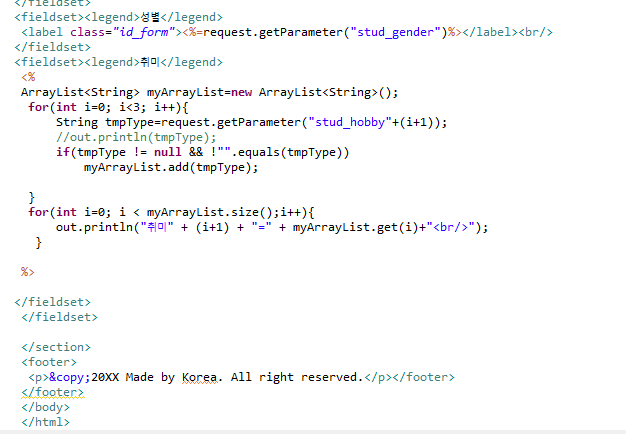 </fieldset>
<fieldset><legend>성별</legend>
<label class="id_form"><%=request.getParameter("stud_gender")%></label><br/>
</fieldset>
<fieldset><legend>취미</legend>
<%
ArrayList<String> myArrayList=new ArrayList<String>();
for(int i=0; i<3; i++){
String tmpType=request.getParameter("stud_hobby"+(i+1));
//out.println(tmpType);
if(tmpType != null && !"".equals(tmpType))
myArrayList.add(tmpType);
}
for(int i=0; i < myArrayList.size();i++){
out.println("취미" + (i+1) + "=" + myArrayList.get(i)+"<br/>");
}
%>
</fieldset>
</fieldset>
</section>
<footer>
<p>&copy;20XX Made by Korea. All right reserved.</p></footer>
</footer>
</body>
</html>